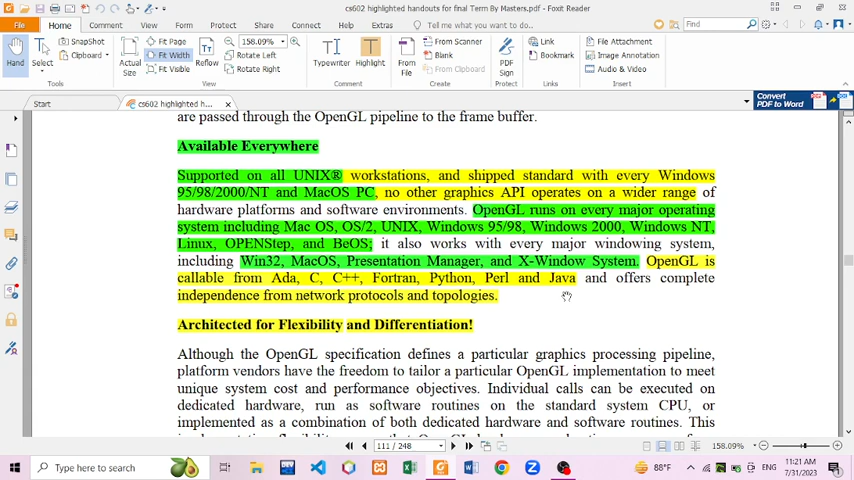 cs602 highlighted handouts for final Term By Masters.pdf - Foxit Reader
File Home Comment View Form Protect Share Help Extras Tell me what you want to do... Find
Hand
Select
SnapShot
Clipboard
Actual Size
Fit Page
Fit Width
Fit Visible
Reflow
158.09%
Rotate Left
Rotate Right
Typewriter
Highlight
From File
From Scanner
Blank
From Clipboard
PDF Sign
Link
Bookmark
File Attachment
Image Annotation
Audio & Video
Tools View Comment Create Protect Links Insert
Start cs602 highlighted h...
Convert
PDF to Word
are passed through the OpenGL pipeline to the frame buffer.
Available Everywhere
Supported on all UNIX® workstations, and shipped standard with every Windows
95/98/2000/NT and MacOS PC, no other graphics API operates on a wider range of
hardware platforms and software environments. OpenGL runs on every major operating
system including Mac OS, OS/2, UNIX, Windows 95/98, Windows 2000, Windows NT,
Linux, OPENStep, and BeOS; it also works with every major windowing system,
including Win32, MacOS, Presentation Manager, and X-Window System. OpenGL is
callable from Ada, C, C++, Fortran, Python, Perl and Java and offers complete
independence from network protocols and topologies.
Architected for Flexibility and Differentiation!
Although the OpenGL specification defines a particular graphics processing pipeline,
platform vendors have the freedom to tailor a particular OpenGL implementation to meet
unique system cost and performance objectives. Individual calls can be executed on
dedicated hardware, run as software routines on the standard system CPU, or
implemented as a combination of both dedicated hardware and software routines. This
111 / 248 158.09%
Type here to search
88°F ENG 11:21 AM
7/31/2023